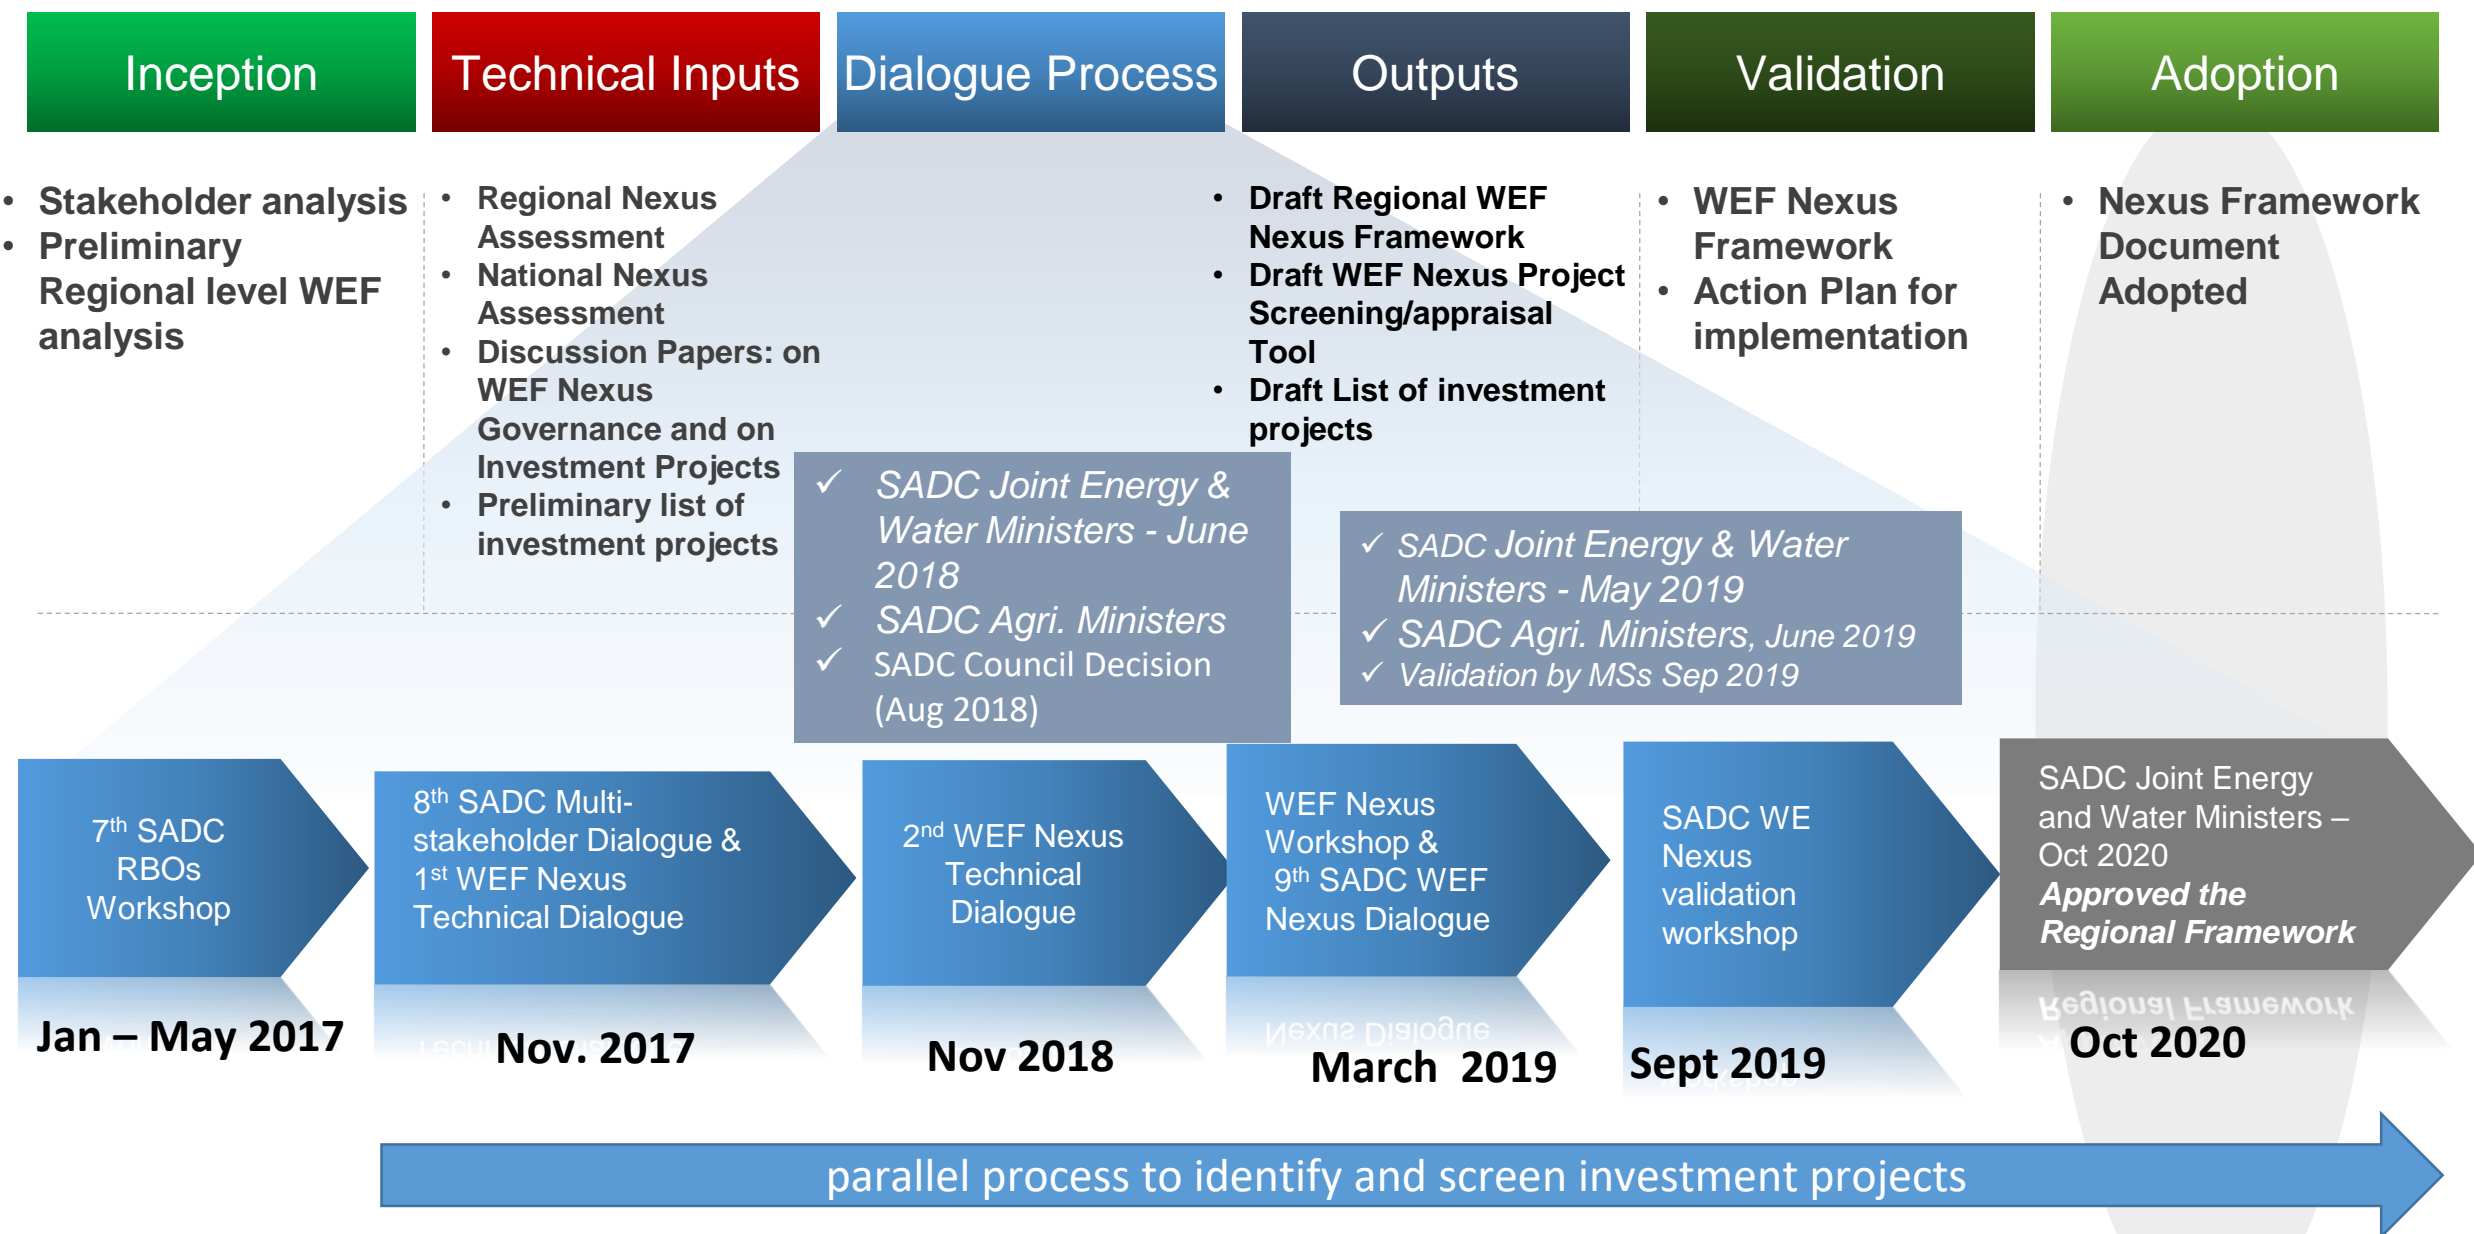 Inception
Technical Inputs
Dialogue Process
Outputs
Validation
Adoption
• Stakeholder analysis
• Preliminary
Regional level WEF
analysis
• Regional Nexus
Assessment
• National Nexus
Assessment
• Discussion Papers: on
WEF Nexus
Governance and on
Investment Projects
• Preliminary list of
investment projects
• Draft Regional WEF
Nexus Framework
• Draft WEF Nexus Project
Screening/appraisal
Tool
• Draft List of investment
projects
• WEF Nexus
Framework
• Action Plan for
implementation
• Nexus Framework
Document
Adopted
✓ SADC Joint Energy &
Water Ministers - June
2018
✓ SADC Agri. Ministers
✓ SADC Council Decision
(Aug 2018)
✓ SADC Joint Energy & Water
Ministers - May 2019
✓ SADC Agri. Ministers, June 2019
✓ Validation by MSs Sep 2019
7th SADC
RBOs
Workshop
8th SADC Multi-
stakeholder Dialogue &
1st WEF Nexus
Technical Dialogue
2nd WEF Nexus
Technical
Dialogue
WEF Nexus
Workshop &
9th SADC WEF
Nexus Dialogue
SADC WE
Nexus
validation
workshop
SADC Joint Energy
and Water Ministers –
Oct 2020
Approved the
Regional Framework
Jan – May 2017
Nov. 2017
Nov 2018
March 2019
Sept 2019
Oct 2020
parallel process to identify and screen investment projects